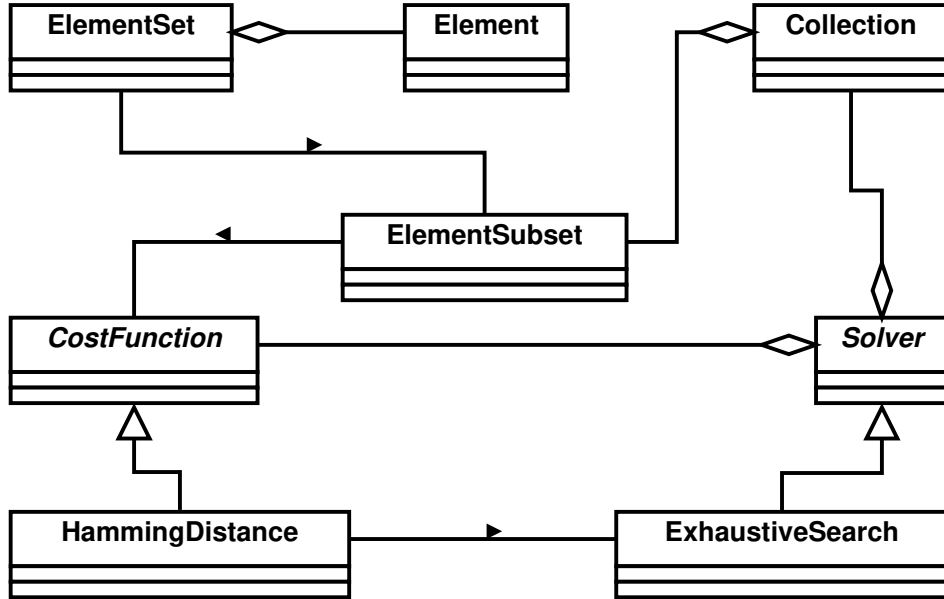 ElementSet
Element
Collection
ElementSubset
CostFunction
Solver
HammingDistance
ExhaustiveSearch